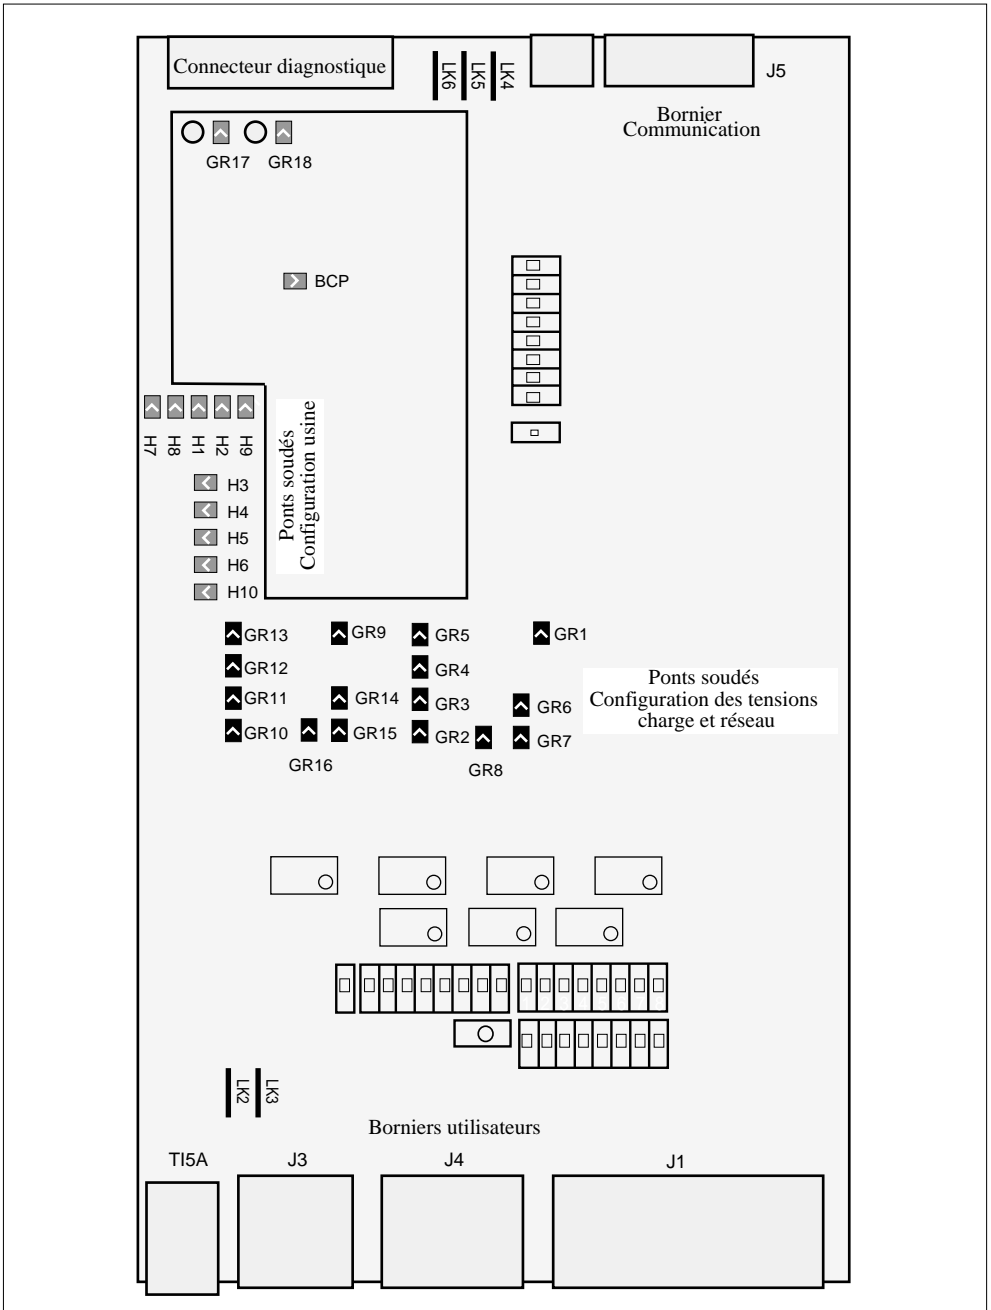 Connecteur diagnostique
LK6
LK5
LK4
J5
Bornier
Communication
GR17
GR18
BCP
H7
H8
H1
H2
H9
Ponts soudés
Configuration usine
H3
H4
H5
H6
H10
GR13
GR9
GR5
GR1
GR12
GR4
GR11
GR14
GR3
GR6
GR10
GR15
GR2
GR7
GR16
GR8
Ponts soudés
Configuration des tensions
charge et réseau
LK2
LK3
Borniers utilisateurs
TI5A
J3
J4
J1